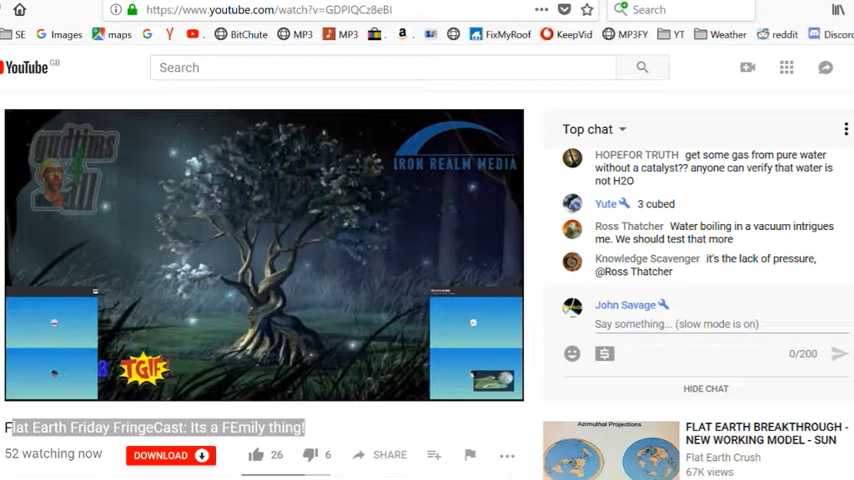 https://www.youtube.com/watch?v=GDPIQCz8eBI
Search
SE Images maps Y BitChute MP3 MP3 FixMyRoof KeepVid MP3FY YT Weather reddit Discord
YouTube GB
Search
gudtims 4 all
IRON REALM MEDIA
TGIF
Flat Earth Friday FringeCast: Its a FEmily thing!
52 watching now
DOWNLOAD
26
6
SHARE
Top chat
HOPEFOR TRUTH get some gas from pure water
without a catalyst?? anyone can verify that water is
not H2O
Yute 3 cubed
Ross Thatcher Water boiling in a vacuum intrigues
me. We should test that more
Knowledge Scavenger it's the lack of pressure,
@Ross Thatcher
John Savage
Say something... (slow mode is on)
0/200
HIDE CHAT
Azimuthal Projections
FLAT EARTH BREAKTHROUGH -
NEW WORKING MODEL - SUN
Flat Earth Crush
67K views